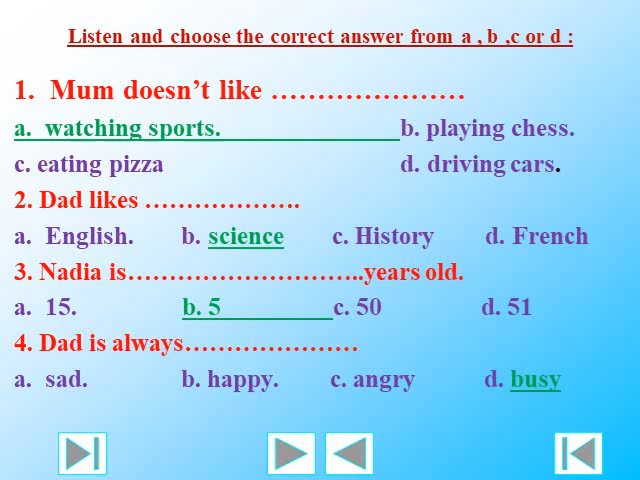 Listen and choose the correct answer from a , b ,c or d :
1. Mum doesn’t like …………………
a. watching sports. b. playing chess.
c. eating pizza d. driving cars.
2. Dad likes ……………….
a. English. b. science c. History d. French
3. Nadia is………………………..years old.
a. 15. b. 5 c. 50 d. 51
4. Dad is always…………………
a. sad. b. happy. c. angry d. busy